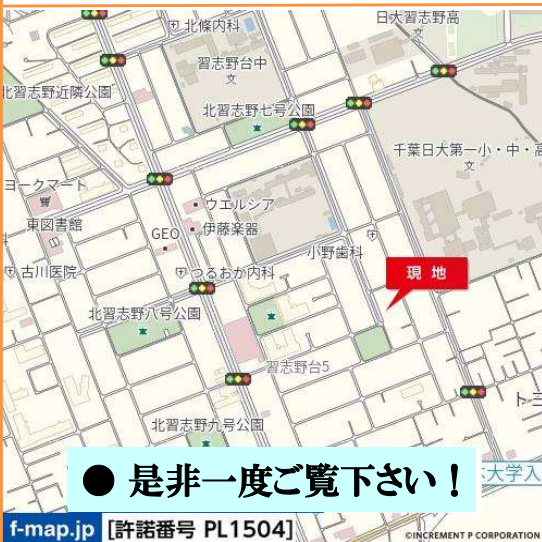 日大習志野高
北條内科
習志野台中
北習志野近隣公園
北習志野七号公園
千葉日大第一小・中・高
ヨークマート
ウエルシア
東図書館
伊藤楽器
GEO
小野歯科
古川医院
つるおか内科
現 地
北習志野八号公園
習志野台5
北習志野九号公園
● 是非一度ご覧下さい!
大学入
f-map.jp [許諾番号 PL1504]
©INCREMENT P CORPORATION